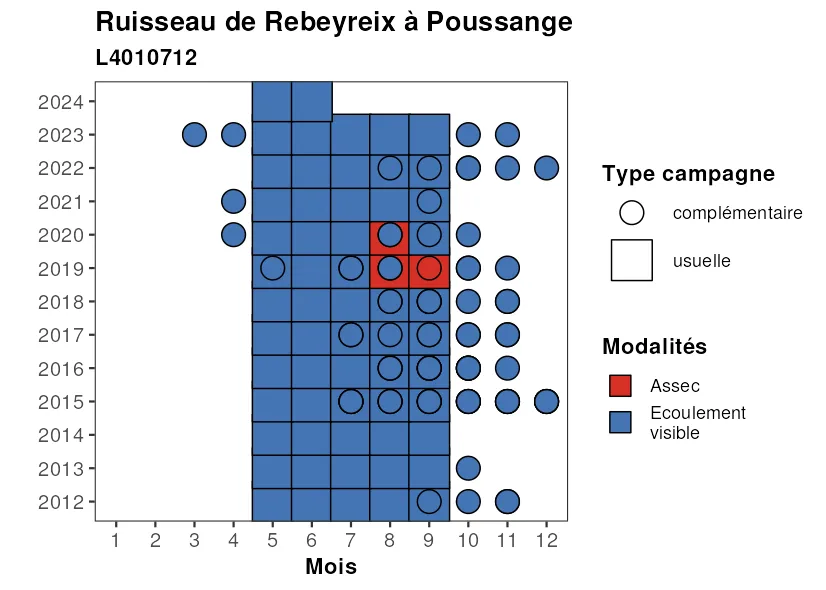 Ruisseau de Rebeyreix à Poussange
L4010712
2024
2023
2022
2021
2020
2019
2018
2017
2016
2015
2014
2013
2012
1 2 3 4 5 6 7 8 9 10 11 12
Mois
Type campagne
complémentaire
usuelle
Modalités
Assec
Ecoulement
visible